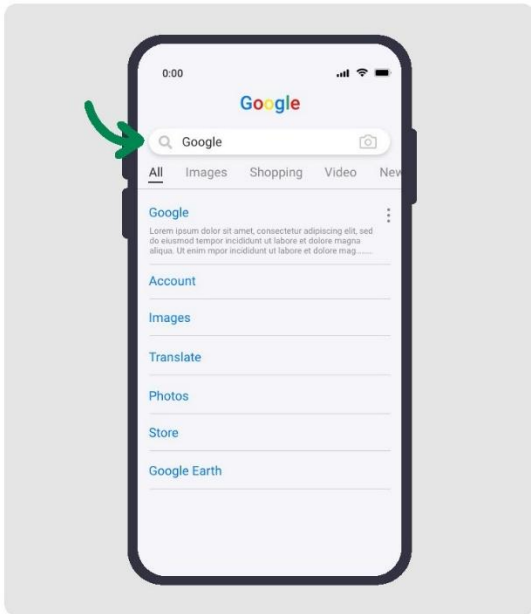 0:00
Google
Google
All Images Shopping Video New
Google
Lorem ipsum dolor sit amet, consectetur adipiscing elit, sed
do eiusmod tempor incididunt ut labore et dolore magna
aliqua. Ut enim mpor incididunt ut labore et dolore mag......
Account
Images
Translate
Photos
Store
Google Earth